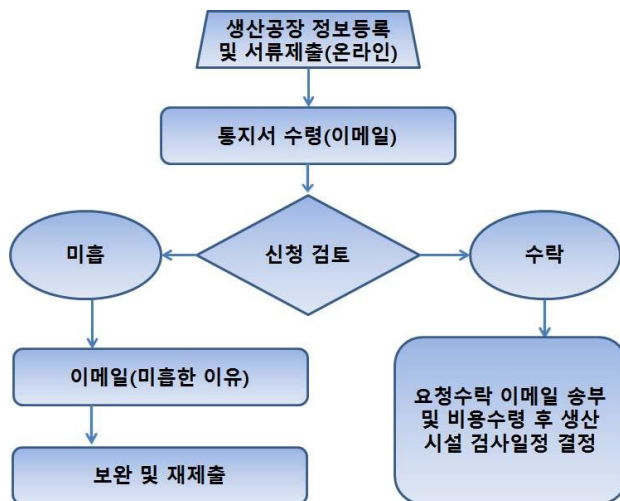 생산공장 정보등록
및 서류제출(온라인)
통지서 수령(이메일)
미흡
신청 검토
수락
이메일(미흡한 이유)
보완 및 재제출
요청수락 이메일 송부
및 비용수령 후 생산
시설 검사일정 결정